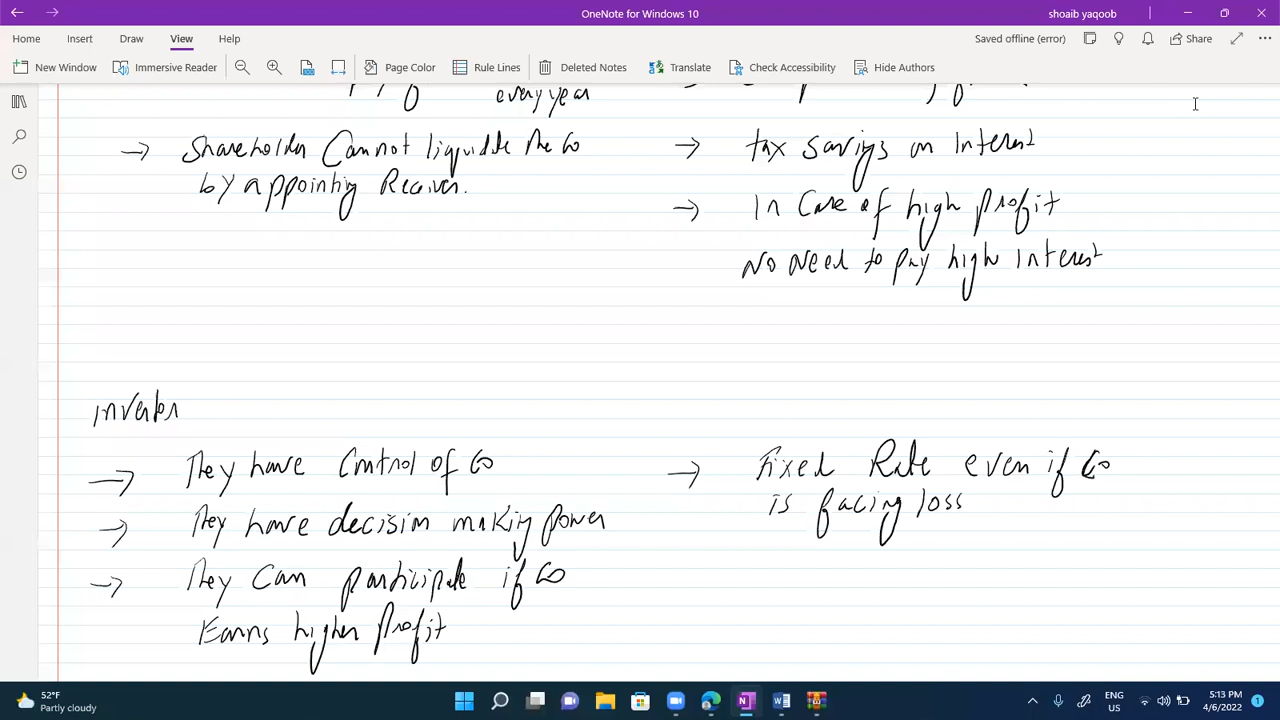 OneNote for Windows 10
shoaib yaqoob
Home Insert Draw View Help
Saved offline (error)
Share
New Window
Immersive Reader
Page Color
Rule Lines
Deleted Notes
Translate
Check Accessibility
Hide Authors
every year
→ Shareholder Cannot liquidate the Co
by appointing Receiver.
→ tax savings on Interest
→ In Case of high profit
No Need to pay high Interest
invester
→ They have Control of Co
→ They have decision making power
→ They Can participate if Co
Earns higher Profit
→ Fixed Rate even if Co
is facing loss
52°F
Partly cloudy
ENG
US
5:13 PM
4/6/2022
1